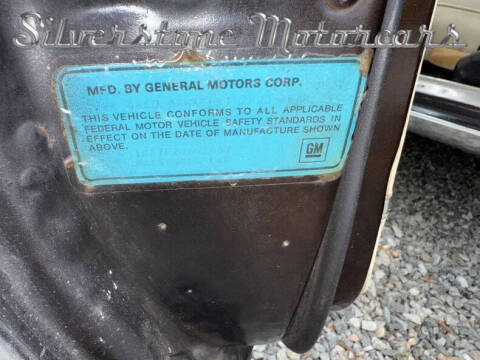 Silverstone Motorcars
MFD. BY GENERAL MOTORS CORP.
THIS VEHICLE CONFORMS TO ALL APPLICABLE
FEDERAL MOTOR VEHICLE SAFETY STANDARDS IN
EFFECT ON THE DATE OF MANUFACTURE SHOWN
ABOVE.
GM